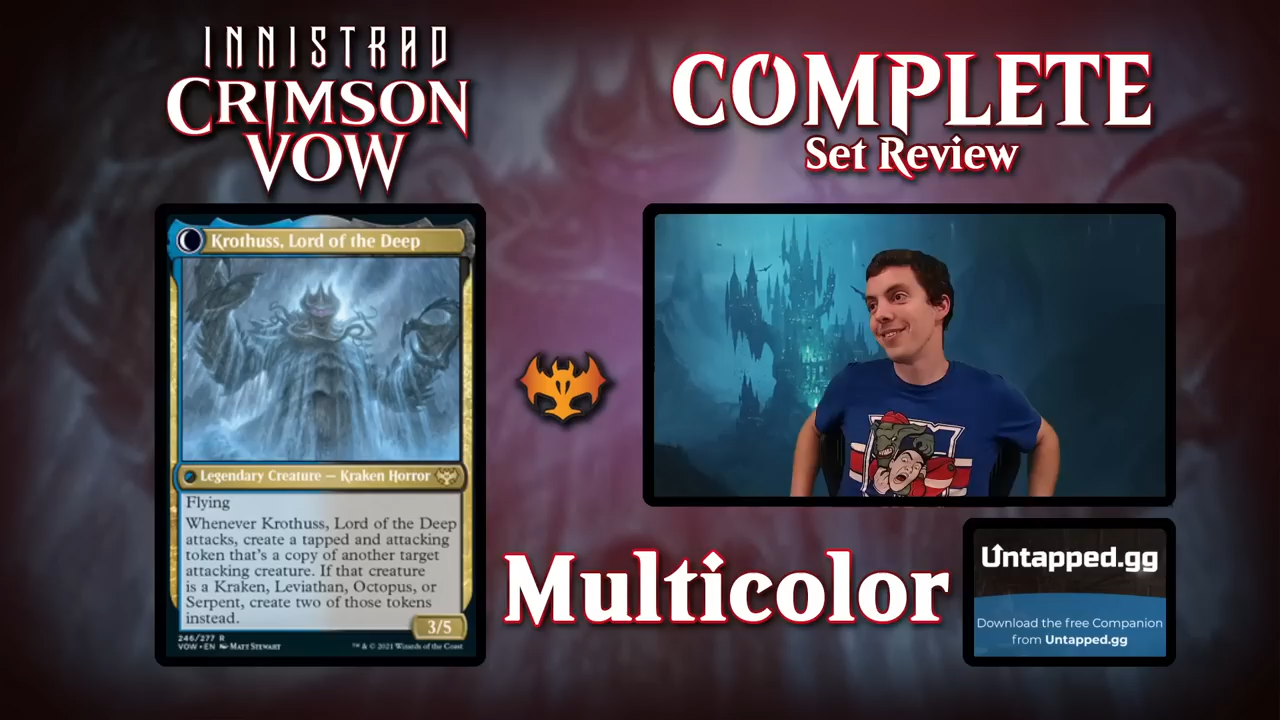 INNISTRAD
CRIMSON
VOW
COMPLETE
Set Review
Krothuss, Lord of the Deep
Legendary Creature — Kraken Horror
Flying
Whenever Krothuss, Lord of the Deep
attacks, create a tapped and attacking
token that's a copy of another target
attacking creature. If that creature
is a Kraken, Leviathan, Octopus, or
Serpent, create two of those tokens
instead.
3/5
246/277 R
VOW • EN Matt Stewart
™ & © 2021 Wizards of the Coast
Multicolor
Untapped.gg
Download the free Companion
from Untapped.gg